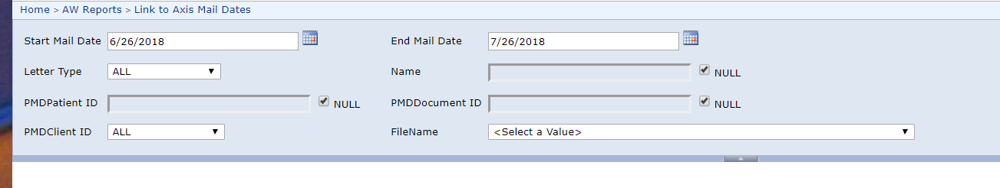 Home > AW Reports > Link to Axis Mail Dates
Start Mail Date 6/26/2018 End Mail Date 7/26/2018
Letter Type ALL Name NULL
PMDPatient ID NULL PMDDocument ID NULL
PMDClient ID ALL FileName <Select a Value>